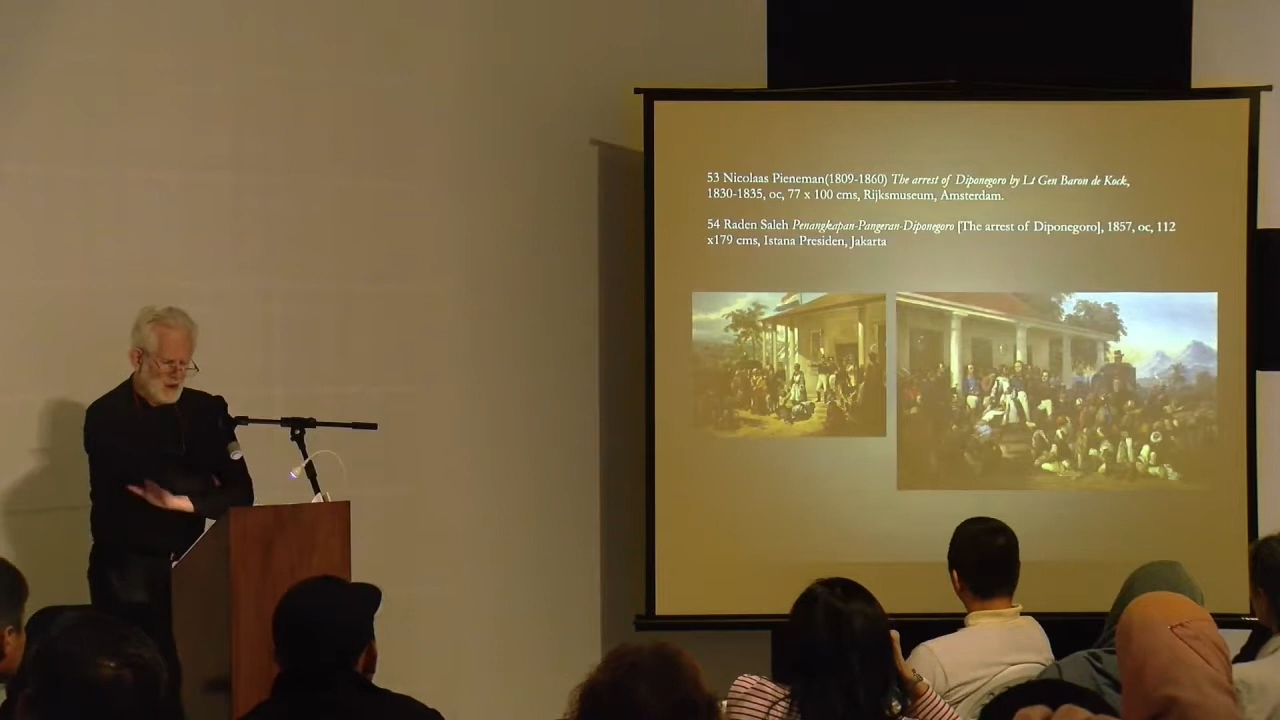 53 Nicolaas Pieneman(1809-1860) The arrest of Diponegoro by Lt Gen Baron de Kock,
1830-1835, oc, 77 x 100 cms, Rijksmuseum, Amsterdam.
54 Raden Saleh Penangkapan-Pangeran-Diponegoro [The arrest of Diponegoro], 1857, oc, 112
x179 cms, Istana Presiden, Jakarta